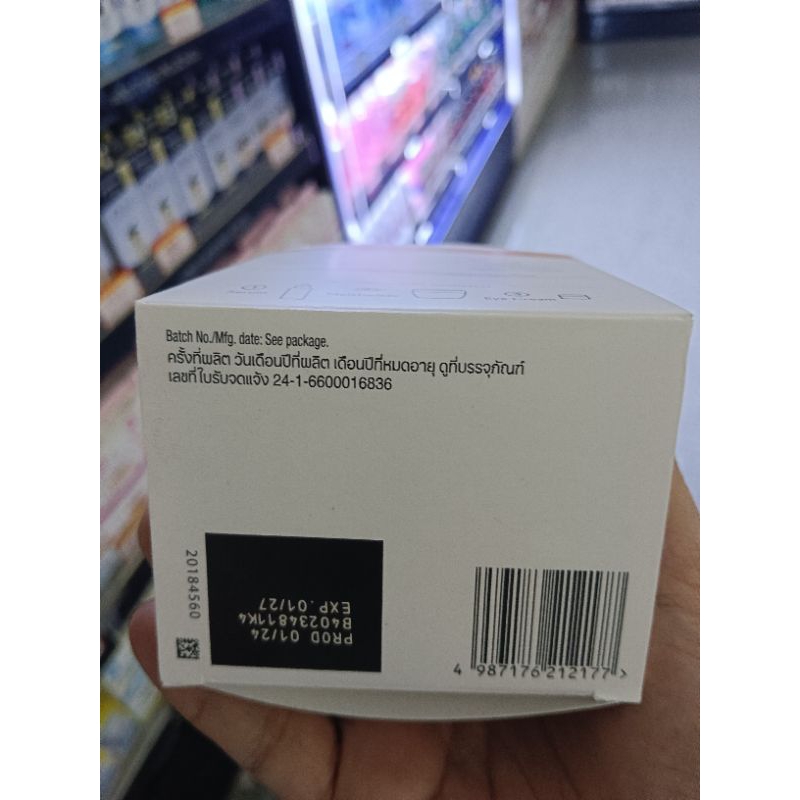 Batch No./Mfg. date: See package.
ครั้งที่ผลิต วันเดือนปีที่ผลิต เดือนปีที่หมดอายุ ดูที่บรรจุภัณฑ์
เลขที่ใบรับจดแจ้ง 24-1-6600016836
20184560
PROD 01/24
B40234811K4
EXP.01/27
4 987176 212177 >